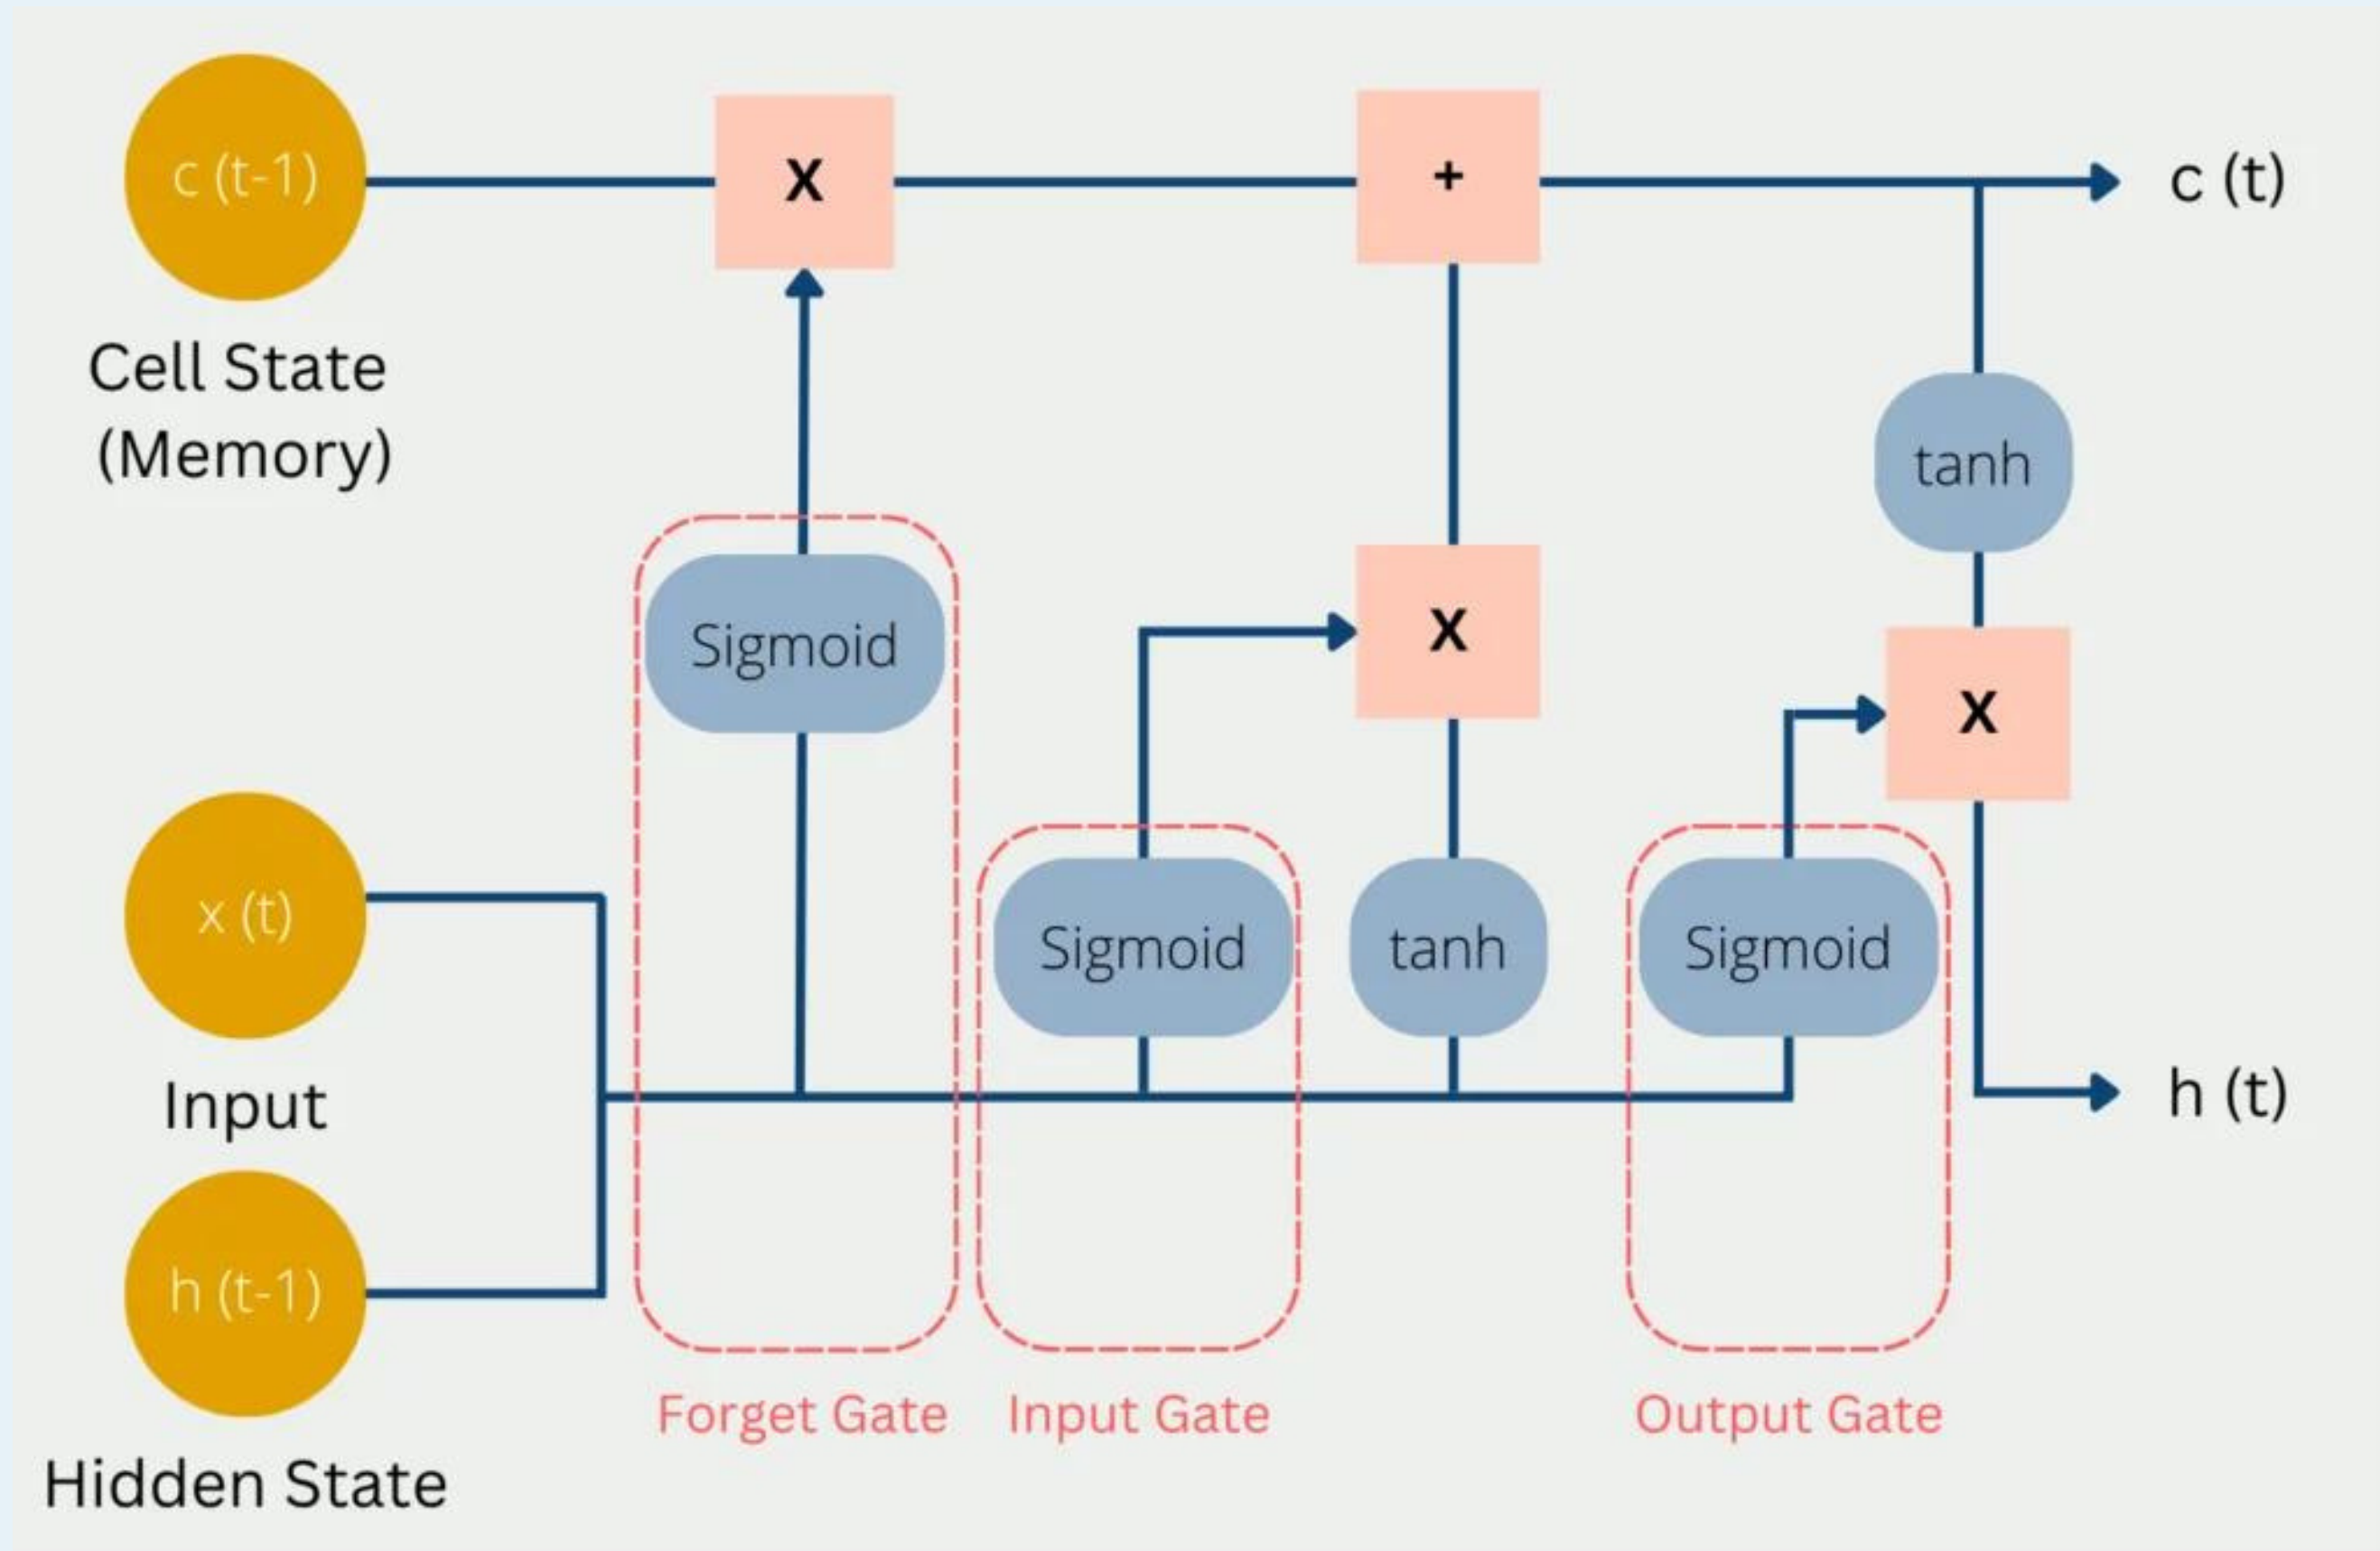 c (t-1)
X
+
c (t)
Cell State
(Memory)
tanh
Sigmoid
X
X
x (t)
Sigmoid
tanh
Sigmoid
Input
h (t)
h (t-1)
Forget Gate
Input Gate
Output Gate
Hidden State